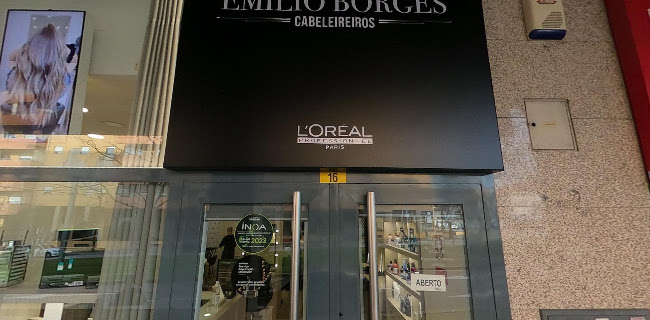 EMILIO BORGES
CABELEIREIROS
L'ORÉAL
PROFESSIONNEL
PARIS
16
INOA
2023
ABERTO